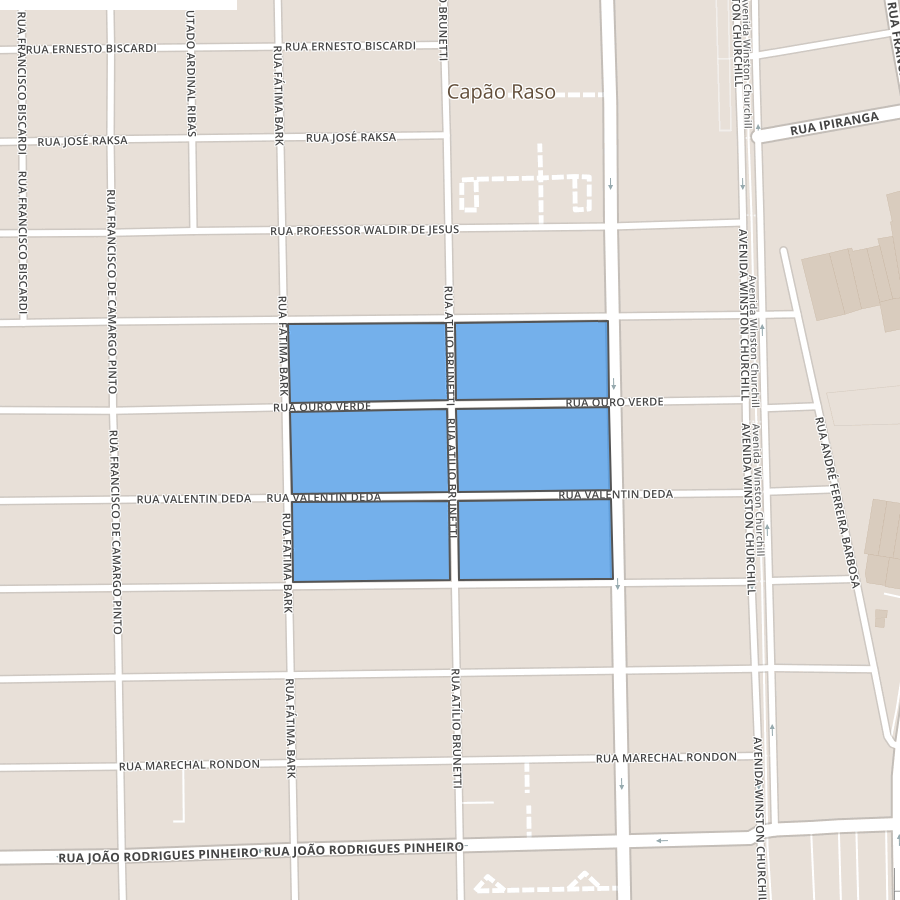 RUA ERNESTO BISCARDI
RUA ERNESTO BISCARDI
RUA FRANCISCO BISCARDI
UTADO ARDINAL RIBAS
RUA FÁTIMA BARK
O BRUNETTI
Capão Raso
TON CHURCHILL
Avenida Winston Churchill
RUA FRAN
RUA IPIRANGA
RUA JOSÉ RAKSA
RUA JOSÉ RAKSA
RUA FRANCISCO BISCARDI
RUA FRANCISCO DE CAMARGO PINTO
RUA PROFESSOR WALDIR DE JESUS
AVENIDA WINSTON CHURCHILL
Avenida Winston Churchill
RUA FÁTIMA BARK
RUA ATÍLIO BRUNETTI
RUA OURO VERDE
RUA OURO VERDE
RUA ATÍLIO BRUNETTI
AVENIDA WINSTON CHURCHILL
Avenida Winston Churchill
RUA ANDRÉ FERREIRA BARBOSA
RUA FRANCISCO DE CAMARGO PINTO
RUA VALENTIN DEDA
RUA VALENTIN DEDA
RUA VALENTIN DEDA
RUA FÁTIMA BARK
RUA FÁTIMA BARK
RUA ATÍLIO BRUNETTI
RUA MARECHAL RONDON
RUA MARECHAL RONDON
AVENIDA WINSTON CHURCHIL
RUA JOÃO RODRIGUES PINHEIRO
RUA JOÃO RODRIGUES PINHEIRO